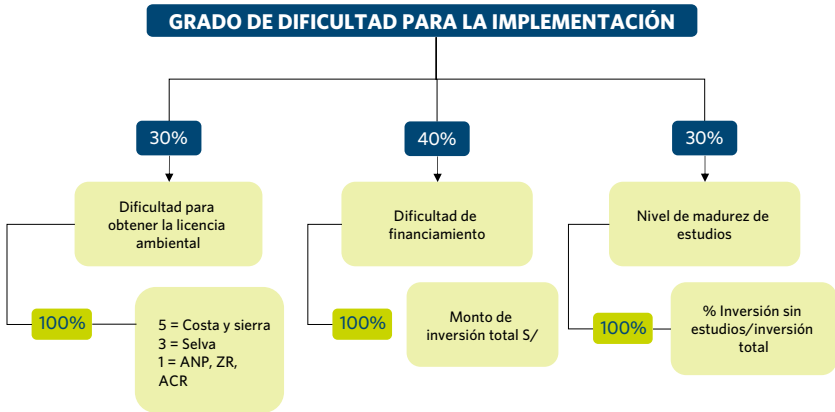 GRADO DE DIFICULTAD PARA LA IMPLEMENTACIÓN
30%
40%
30%
Dificultad para
obtener la licencia
ambiental
Dificultad de
financiamiento
Nivel de madurez de
estudios
100%
5 = Costa y sierra
3 = Selva
1 = ANP, ZR,
ACR
100%
Monto de
inversión total S/
100%
% Inversión sin
estudios/inversión
total